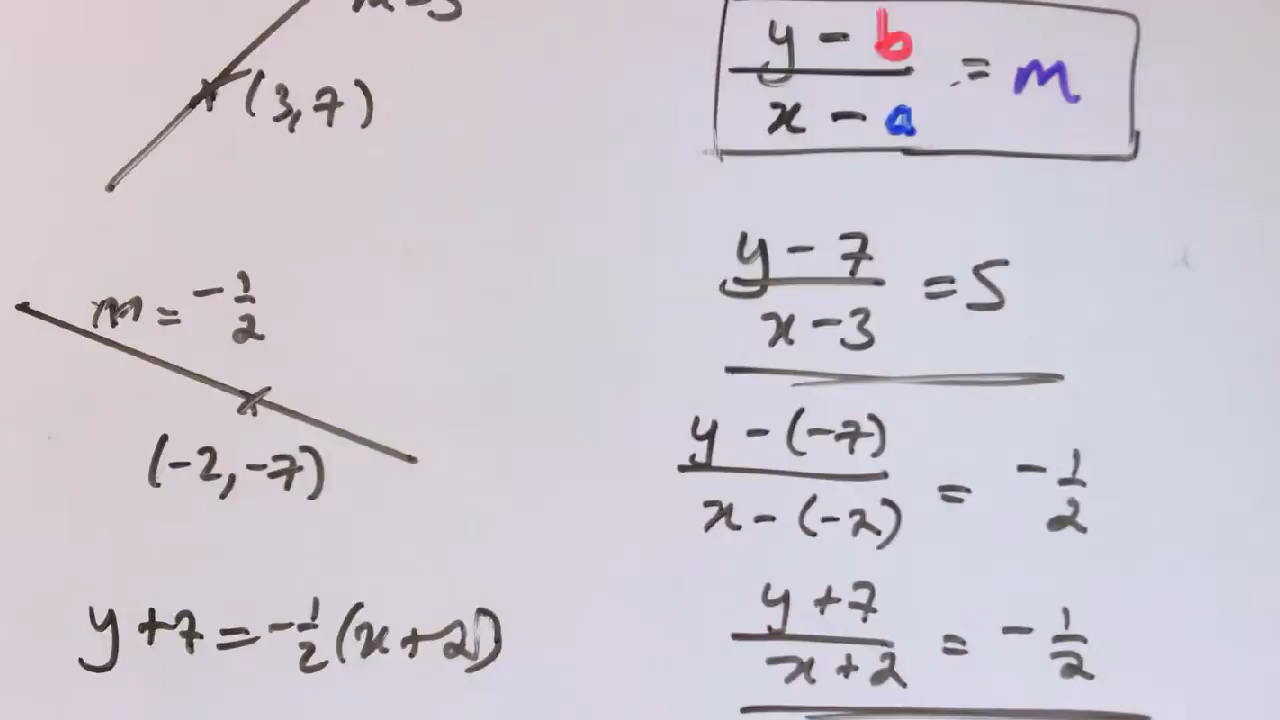 (3,7)
m = -1/2
(-2,-7)
y+7=-1/2(x+2)
y - b
x - a
= m
y - 7
x - 3
= 5
y - (-7)
x - (-2)
= -1/2
y + 7
x + 2
= -1/2